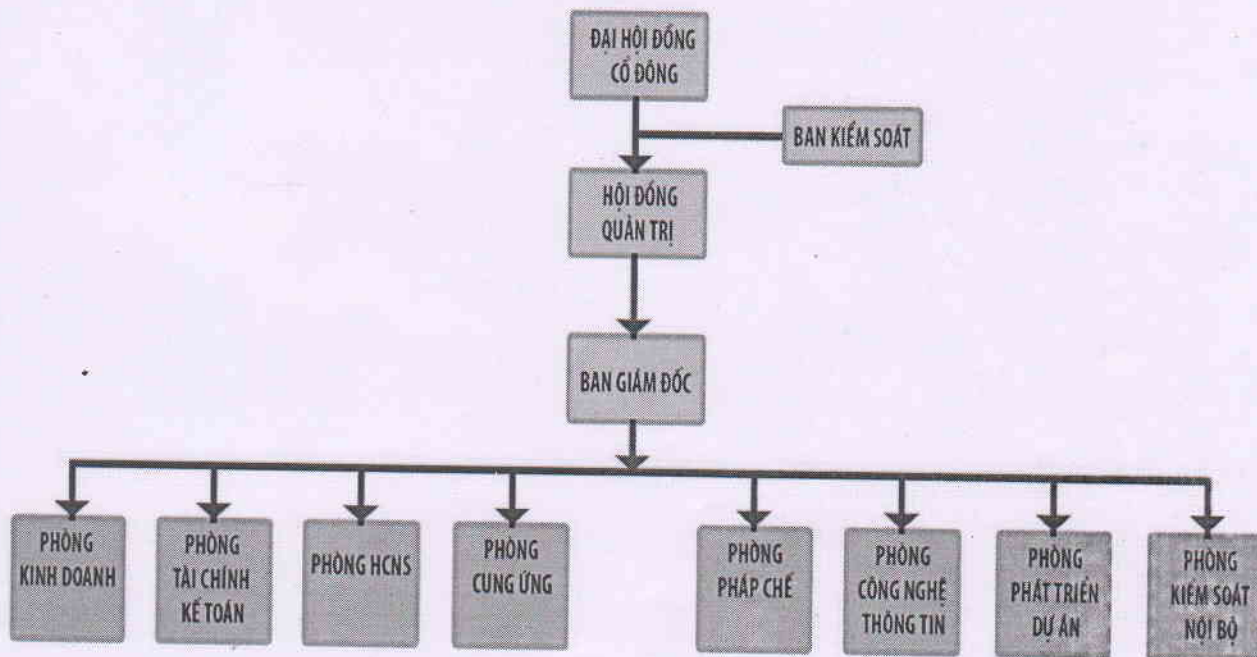 ĐẠI HỘI ĐỒNG
CỔ ĐÔNG
BAN KIỂM SOÁT
HỘI ĐỒNG
QUẢN TRỊ
BAN GIÁM ĐỐC
PHÒNG
KINH DOANH
PHÒNG
TÀI CHÍNH
KẾ TOÁN
PHÒNG HCNS
PHÒNG
CUNG ỨNG
PHÒNG
PHÁP CHẾ
PHÒNG
CÔNG NGHỆ
THÔNG TIN
PHÒNG
PHÁT TRIỂN
DỰ ÁN
PHÒNG
KIỂM SOÁT
NỘI BỘ